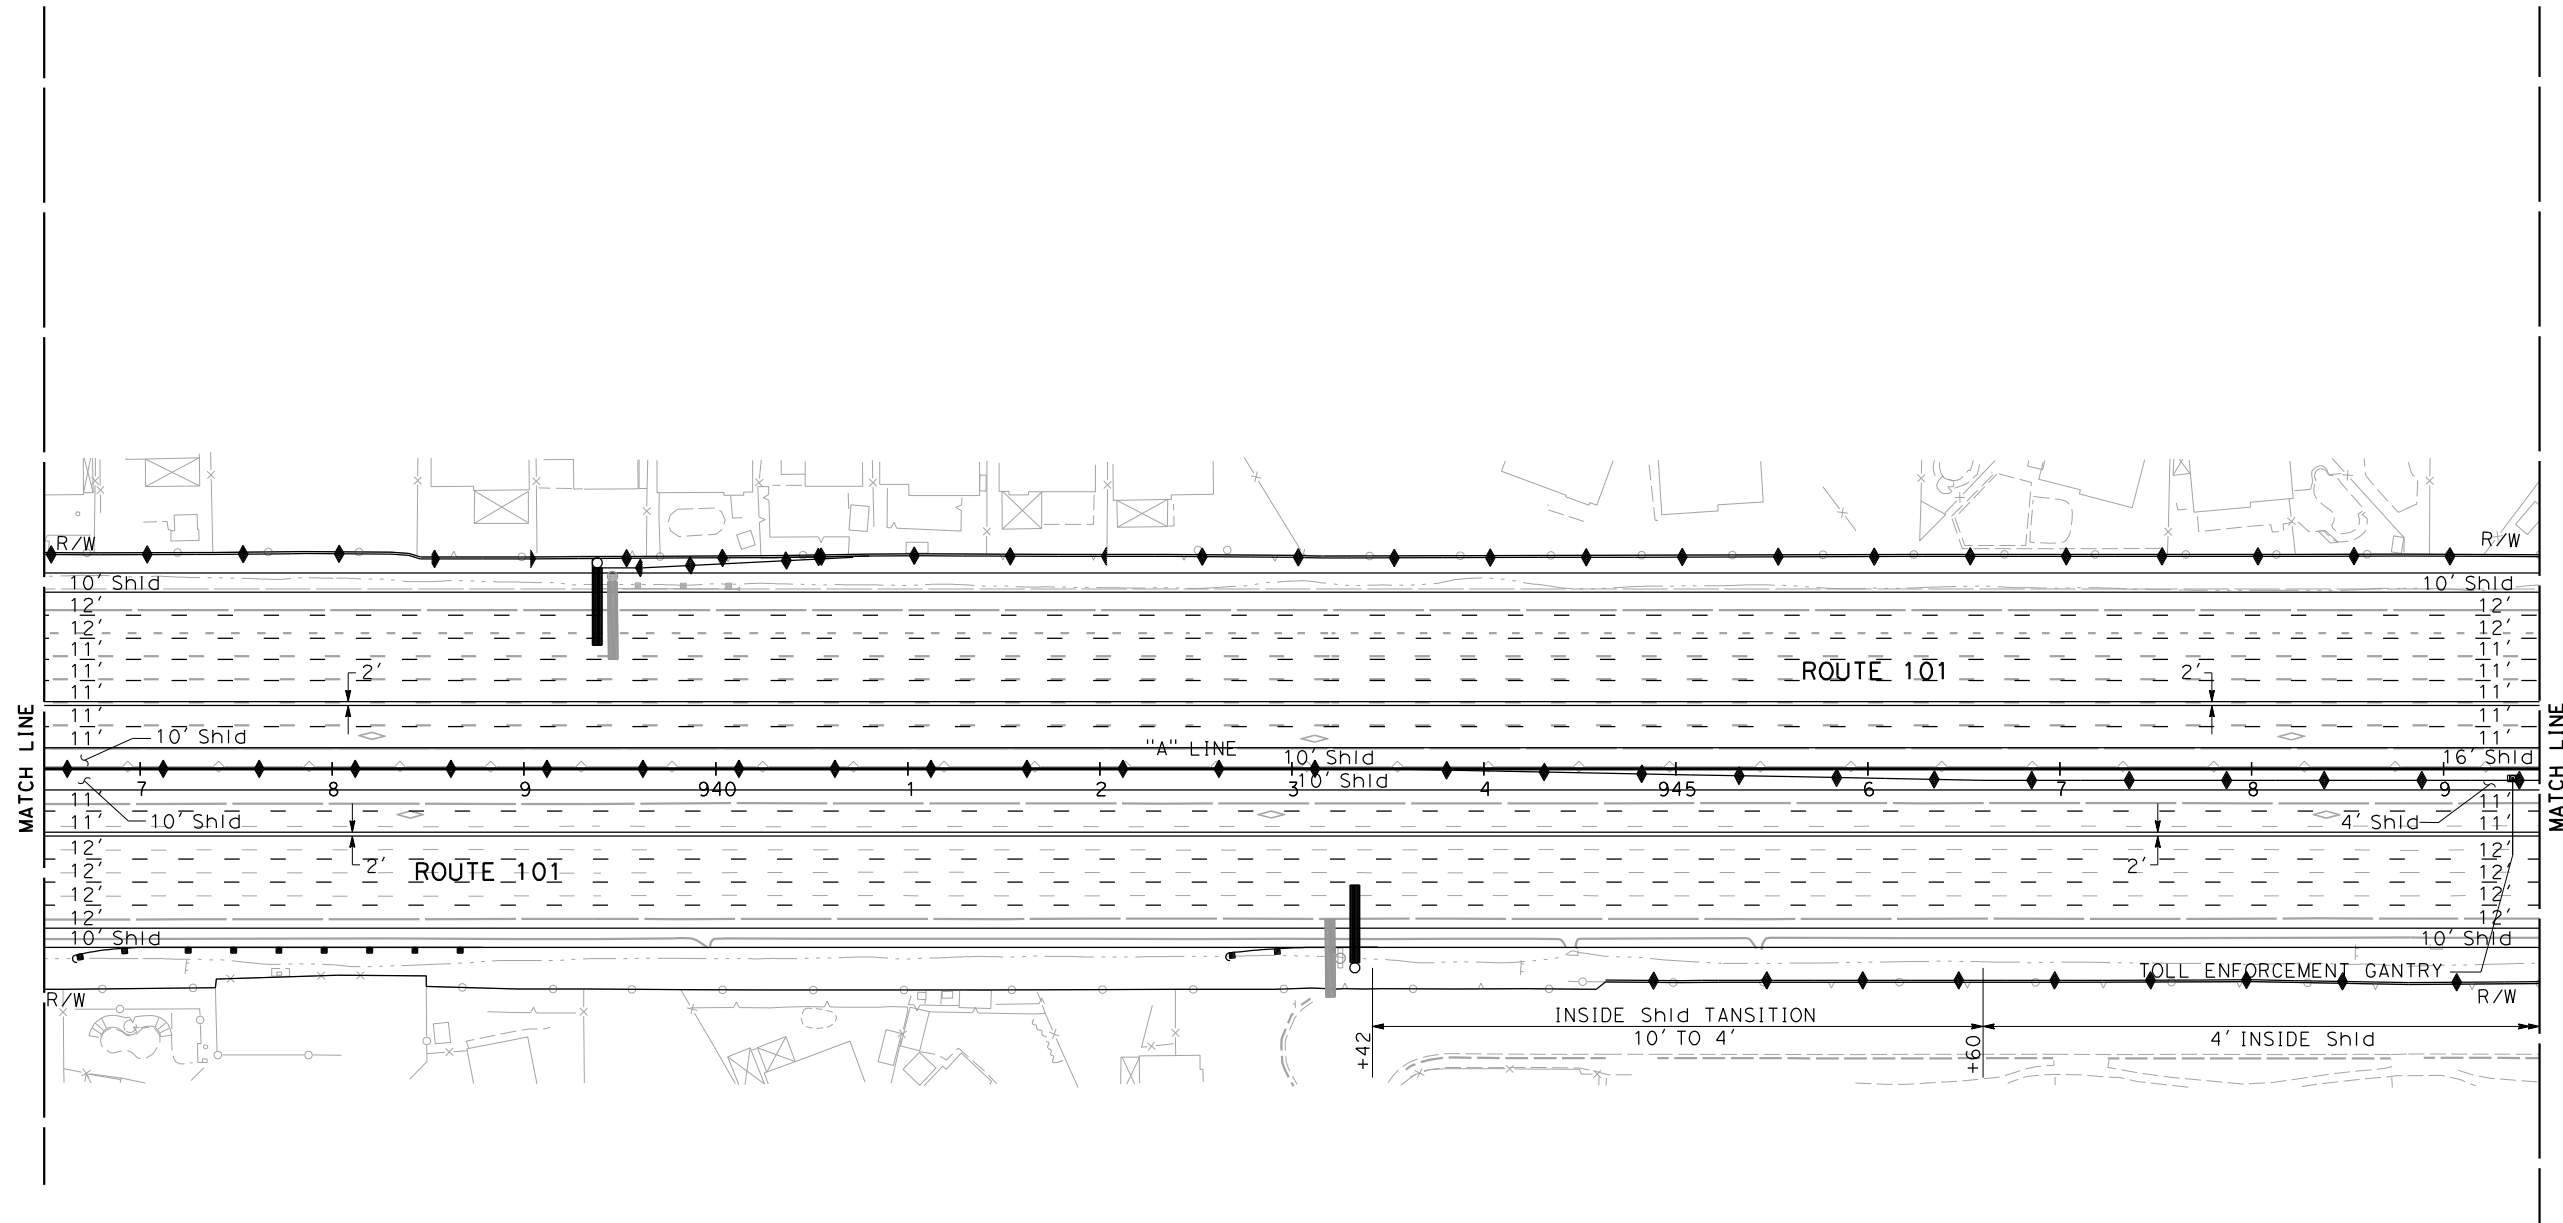 R/W
R/W
10' Shld
10' Shld
12'
12'
12'
12'
11'
11'
11'
ROUTE 101
2'
11'
2'
11'
11'
11'
11'
MATCH LINE
MATCH LINE
11'
10' Shld
11'
"A" LINE
10' Shld
16' Shld
7
8
9
940
1
2
3
10' Shld
4
945
6
7
8
9
11'
11'
11'
10' Shld
11'
4' Shld
12'
12'
12'
2'
ROUTE 101
2'
12'
12'
12'
12'
12'
10' Shld
10' Shld
TOLL ENFORCEMENT GANTRY
R/W
R/W
INSIDE Shld TANSITION
10' TO 4'
4' INSIDE Shld
+42
+60